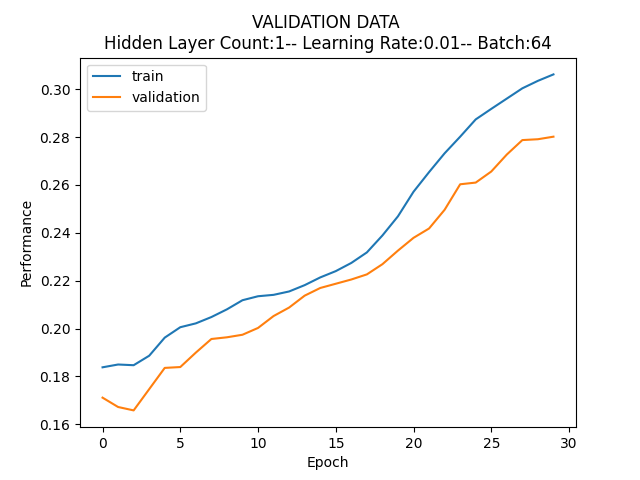 VALIDATION DATA
Hidden Layer Count:1-- Learning Rate:0.01-- Batch:64
train
validation
0.30
0.28
0.26
0.24
0.22
0.20
0.18
0.16
Performance
0 5 10 15 20 25 30
Epoch